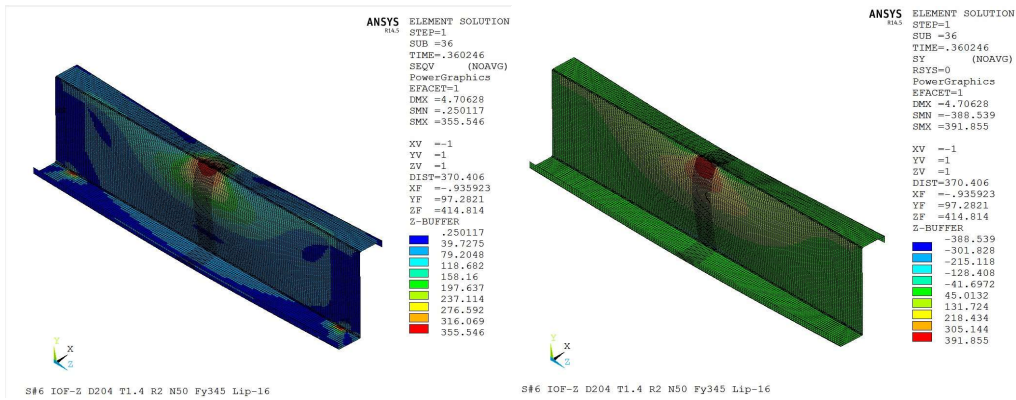 ANSYS
R14.5
ELEMENT SOLUTION
STEP=1
SUB =36
TIME=.360246
SEQV (NOAVG)
PowerGraphics
EFACET=1
DMX =4.70628
SMN =.250117
SMX =355.546
XV =-1
YV =1
ZV =1
DIST=370.406
XF =-.935923
YF =97.2821
ZF =414.814
Z-BUFFER
.250117
39.7275
79.2048
118.682
158.16
197.637
237.114
276.592
316.069
355.546
Y
X
Z
S#6 IOF-Z D204 T1.4 R2 N50 Fy345 Lip-16
ANSYS
R14.5
ELEMENT SOLUTION
STEP=1
SUB =36
TIME=.360246
SY (NOAVG)
RSYS=0
PowerGraphics
EFACET=1
DMX =4.70628
SMN =-388.539
SMX =391.855
XV =-1
YV =1
ZV =1
DIST=370.406
XF =-.935923
YF =97.2821
ZF =414.814
Z-BUFFER
-388.539
-301.828
-215.118
-128.408
-41.6972
45.0132
131.724
218.434
305.144
391.855
Y
X
Z
S#6 IOF-Z D204 T1.4 R2 N50 Fy345 Lip-16